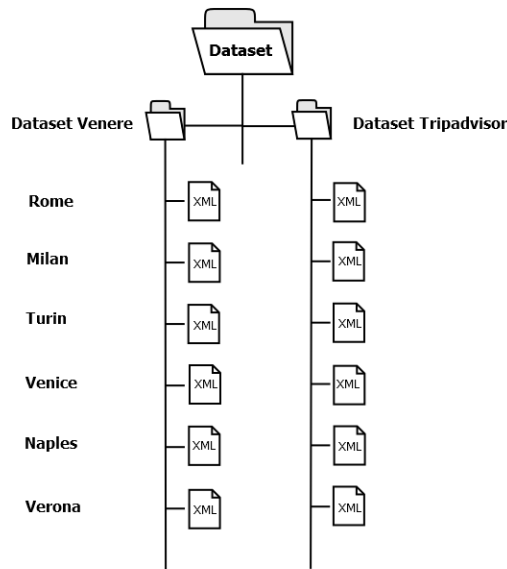 Dataset
Dataset Venere
Dataset Tripadvisor
Rome
XML
XML
Milan
XML
XML
Turin
XML
XML
Venice
XML
XML
Naples
XML
XML
Verona
XML
XML